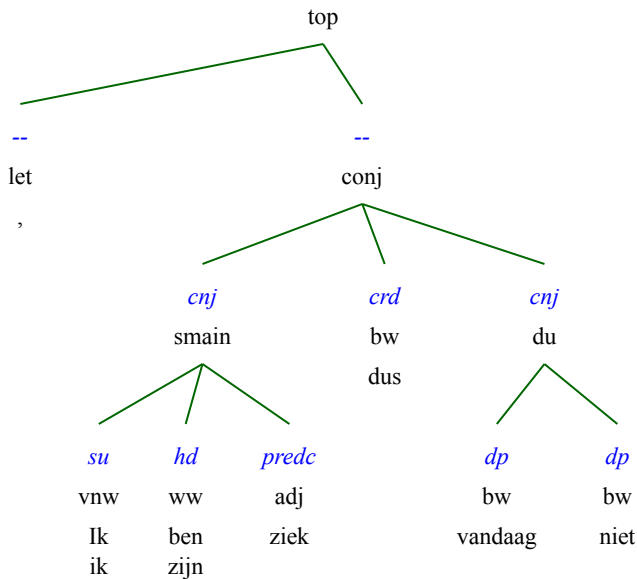 top
-- --
let conj
,
cnj crd cnj
smain bw du
dus
su hd predc dp dp
vnw ww adj bw bw
Ik ben ziek vandaag niet
ik zijn